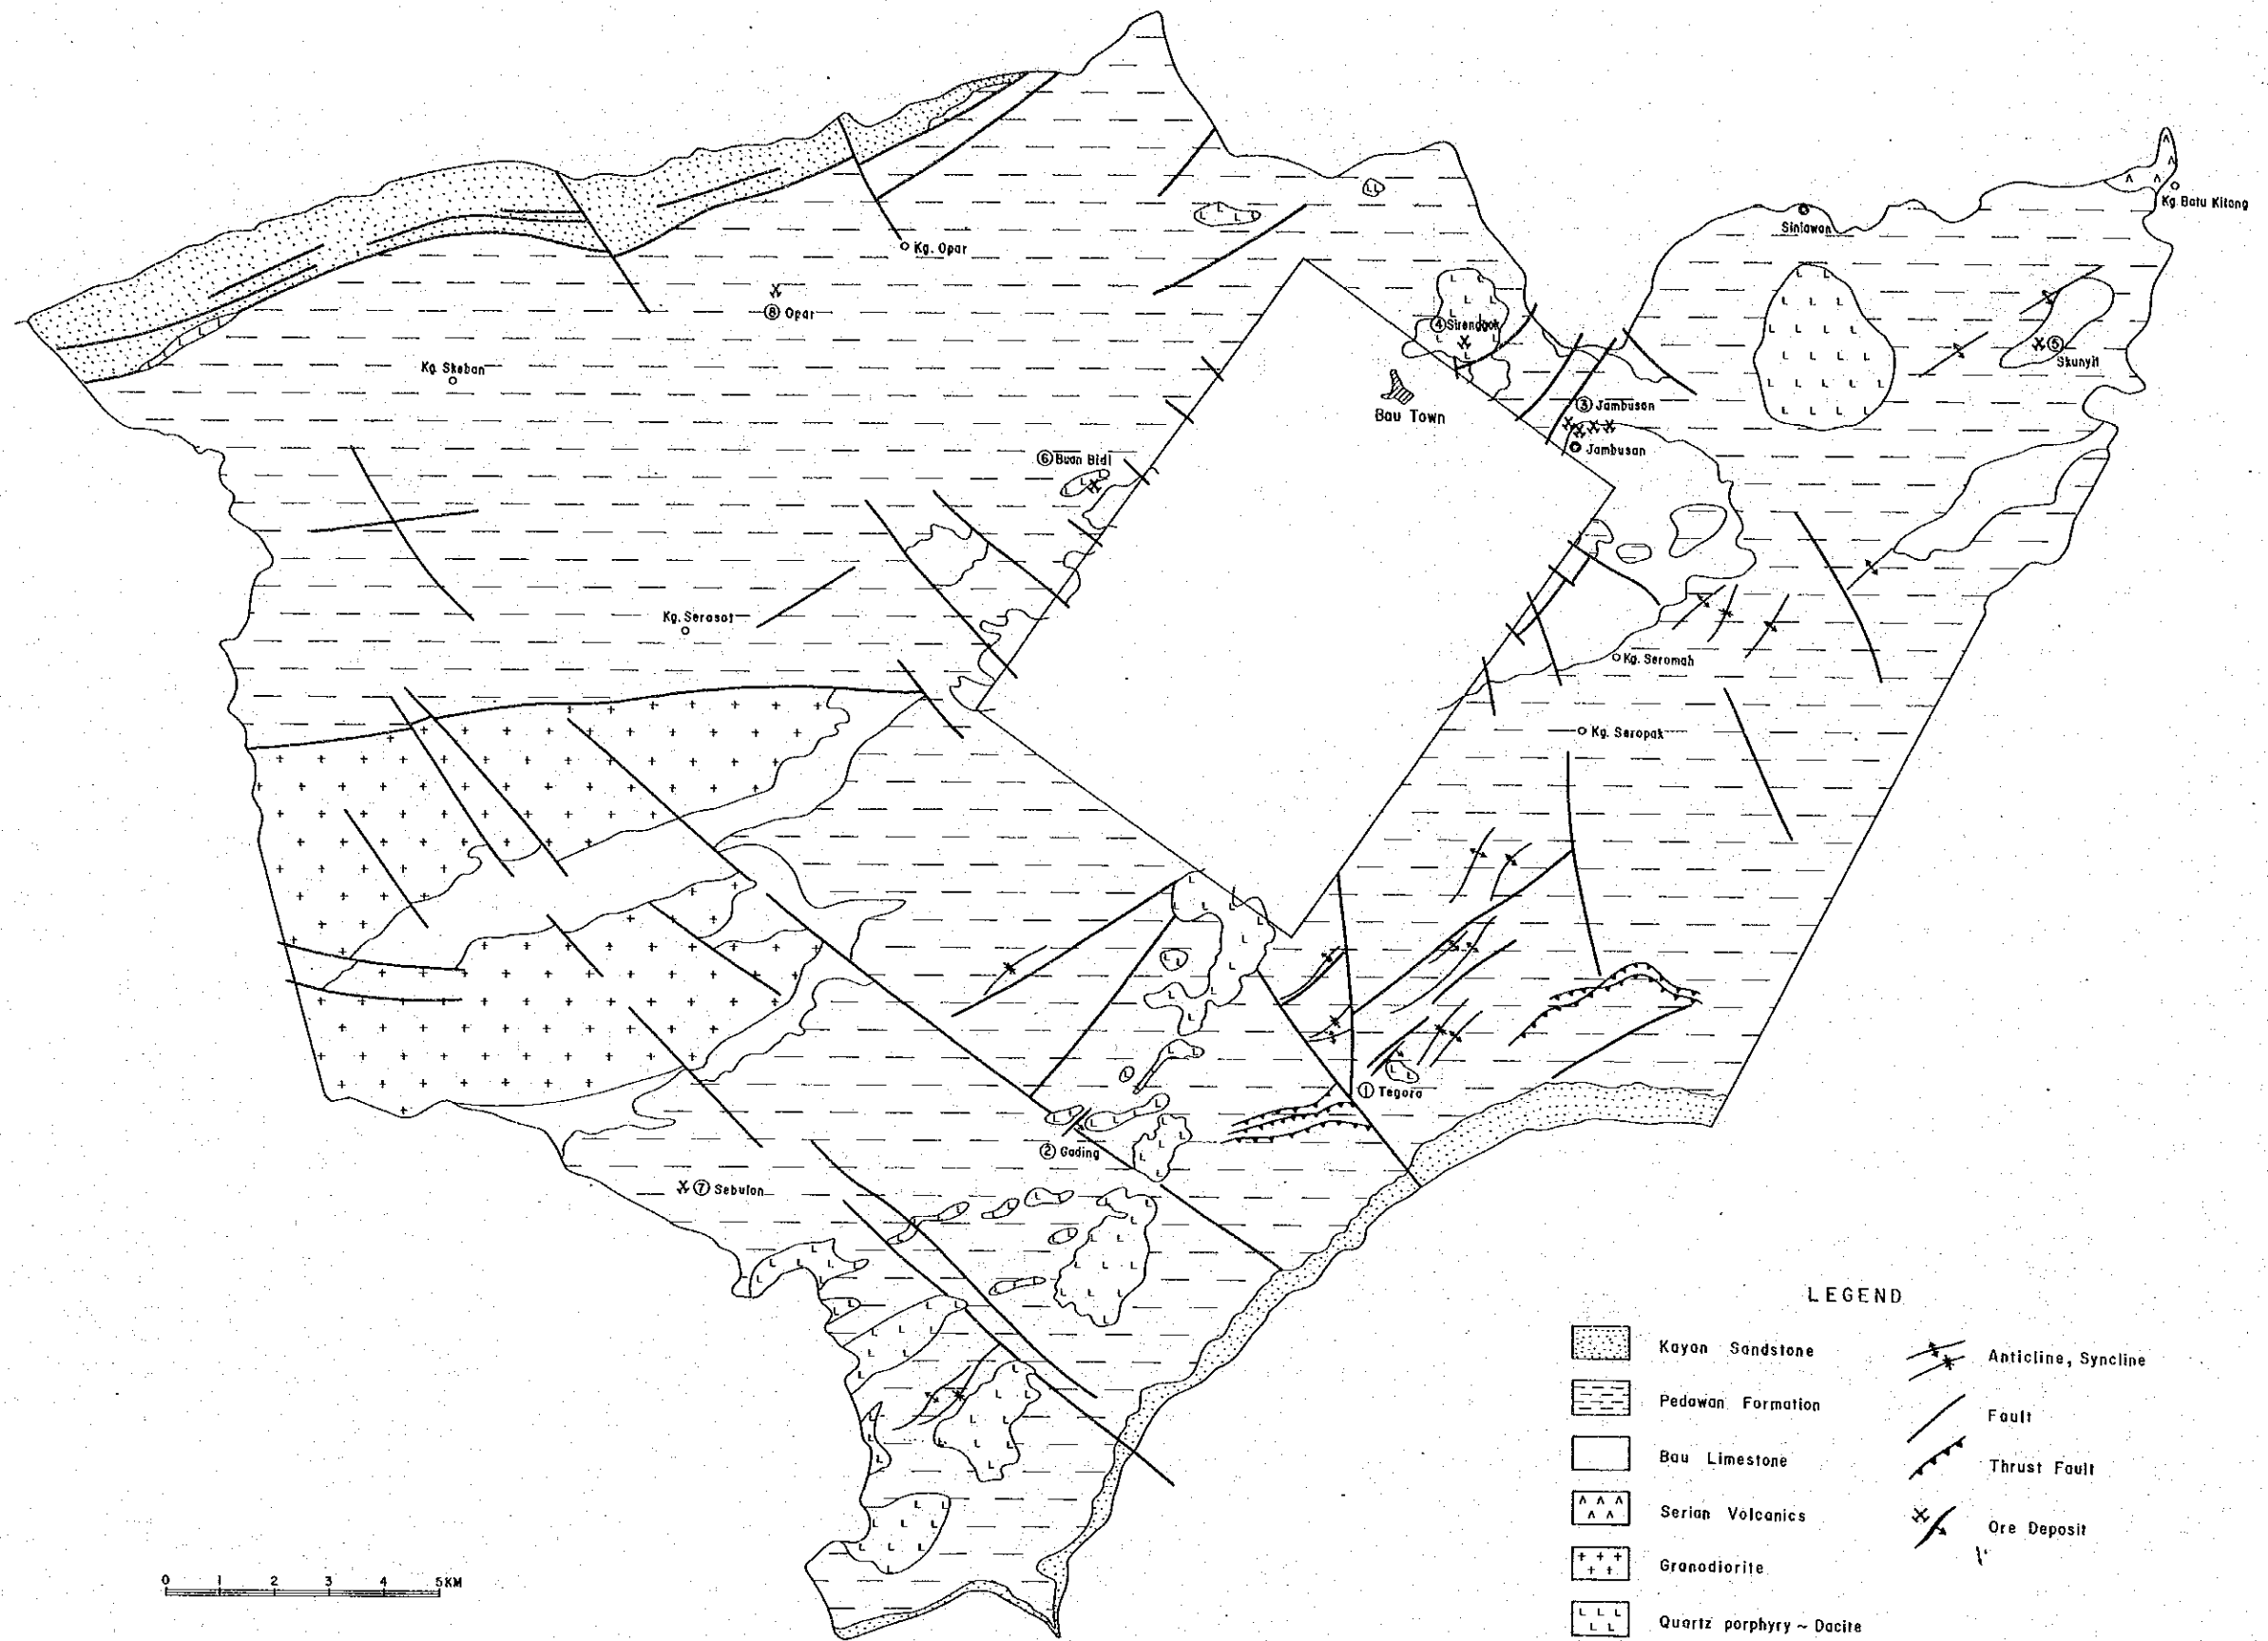 Kg. Batu Kitong
Siniawan
Kg. Opar
⑧ Opar
④ Sirenggok
⑤
Skunyit
Kg. Skeban
③ Jambusan
Bau Town
Jambusan
⑥ Buan Bidi
Kg. Serasot
Kg. Seromah
Kg. Seropak
① Tegora
② Gading
⑦ Sebulan
LEGEND
Kayan Sandstone
Pedawan Formation
Bau Limestone
Serian Volcanics
Granodiorite
Quartz porphyry ~ Dacite
Anticline, Syncline
Fault
Thrust Fault
Ore Deposit
0 1 2 3 4 5KM